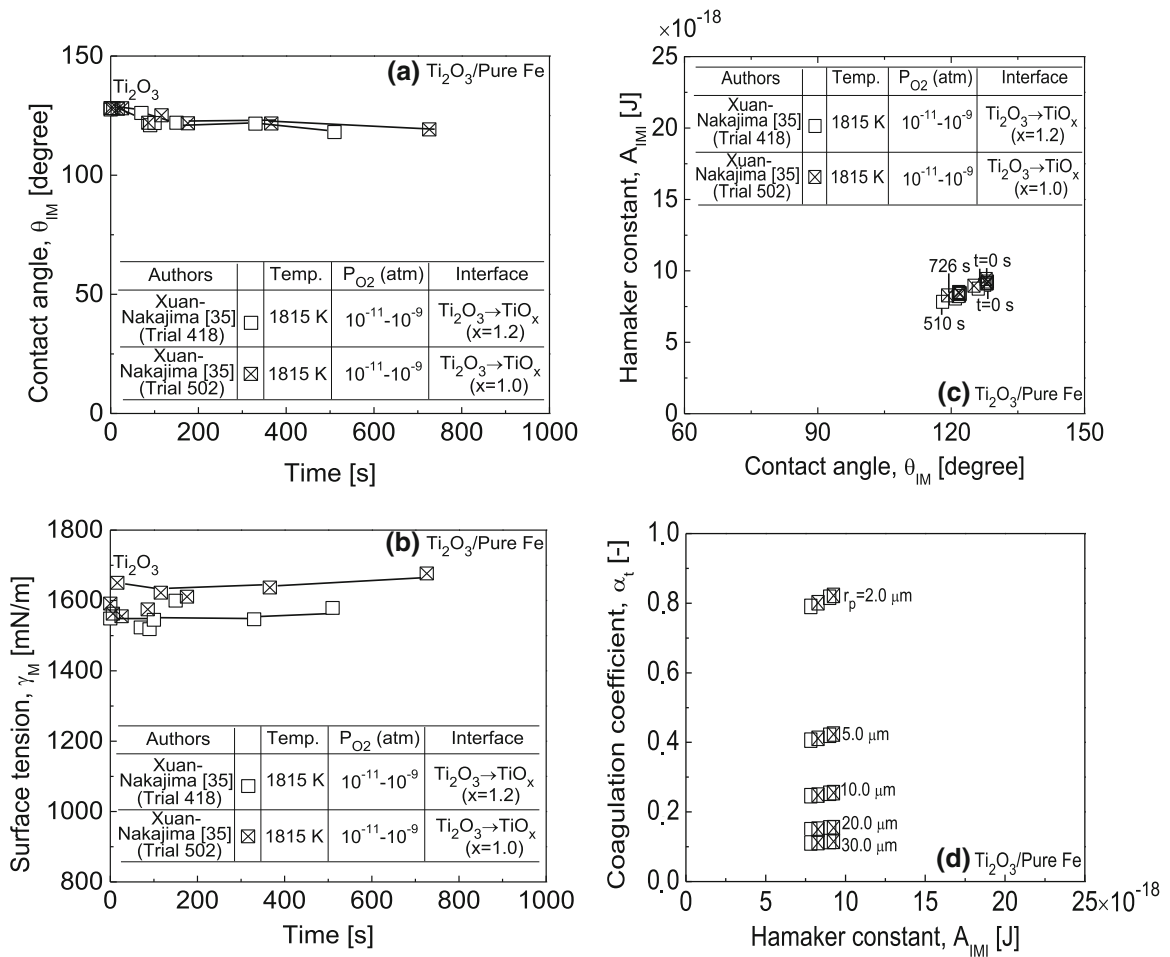 (a) Ti₂O₃/Pure Fe
Ti₂O₃
Contact angle, θ_IM [degree]
150
100
50
0
Authors Temp. P_O2 (atm) Interface
Xuan-
Nakajima [35]
(Trial 418)
1815 K 10⁻¹¹-10⁻⁹ Ti₂O₃→TiOₓ
(x=1.2)
Xuan-
Nakajima [35]
(Trial 502)
1815 K 10⁻¹¹-10⁻⁹ Ti₂O₃→TiOₓ
(x=1.0)
0 200 400 600 800 1000
Time [s]
×10⁻¹⁸
Hamaker constant, A_IMI [J]
25
20
15
10
5
0
Authors Temp. P_O2 (atm) Interface
Xuan-
Nakajima [35]
(Trial 418)
1815 K 10⁻¹¹-10⁻⁹ Ti₂O₃→TiOₓ
(x=1.2)
Xuan-
Nakajima [35]
(Trial 502)
1815 K 10⁻¹¹-10⁻⁹ Ti₂O₃→TiOₓ
(x=1.0)
726 s t=0 s
510 s t=0 s
(c) Ti₂O₃/Pure Fe
60 90 120 150
Contact angle, θ_IM [degree]
(b) Ti₂O₃/Pure Fe
Ti₂O₃
Surface tension, γ_M [mN/m]
1800
1600
1400
1200
1000
800
Authors Temp. P_O2 (atm) Interface
Xuan-
Nakajima [35]
(Trial 418)
1815 K 10⁻¹¹-10⁻⁹ Ti₂O₃→TiOₓ
(x=1.2)
Xuan-
Nakajima [35]
(Trial 502)
1815 K 10⁻¹¹-10⁻⁹ Ti₂O₃→TiOₓ
(x=1.0)
0 200 400 600 800 1000
Time [s]
Coagulation coefficient, α_t [-]
1.0
0.8
0.6
0.4
0.2
0.0
r_p=2.0 μm
5.0 μm
10.0 μm
20.0 μm
30.0 μm
(d) Ti₂O₃/Pure Fe
0 5 10 15 20 25×10⁻¹⁸
Hamaker constant, A_IMI [J]